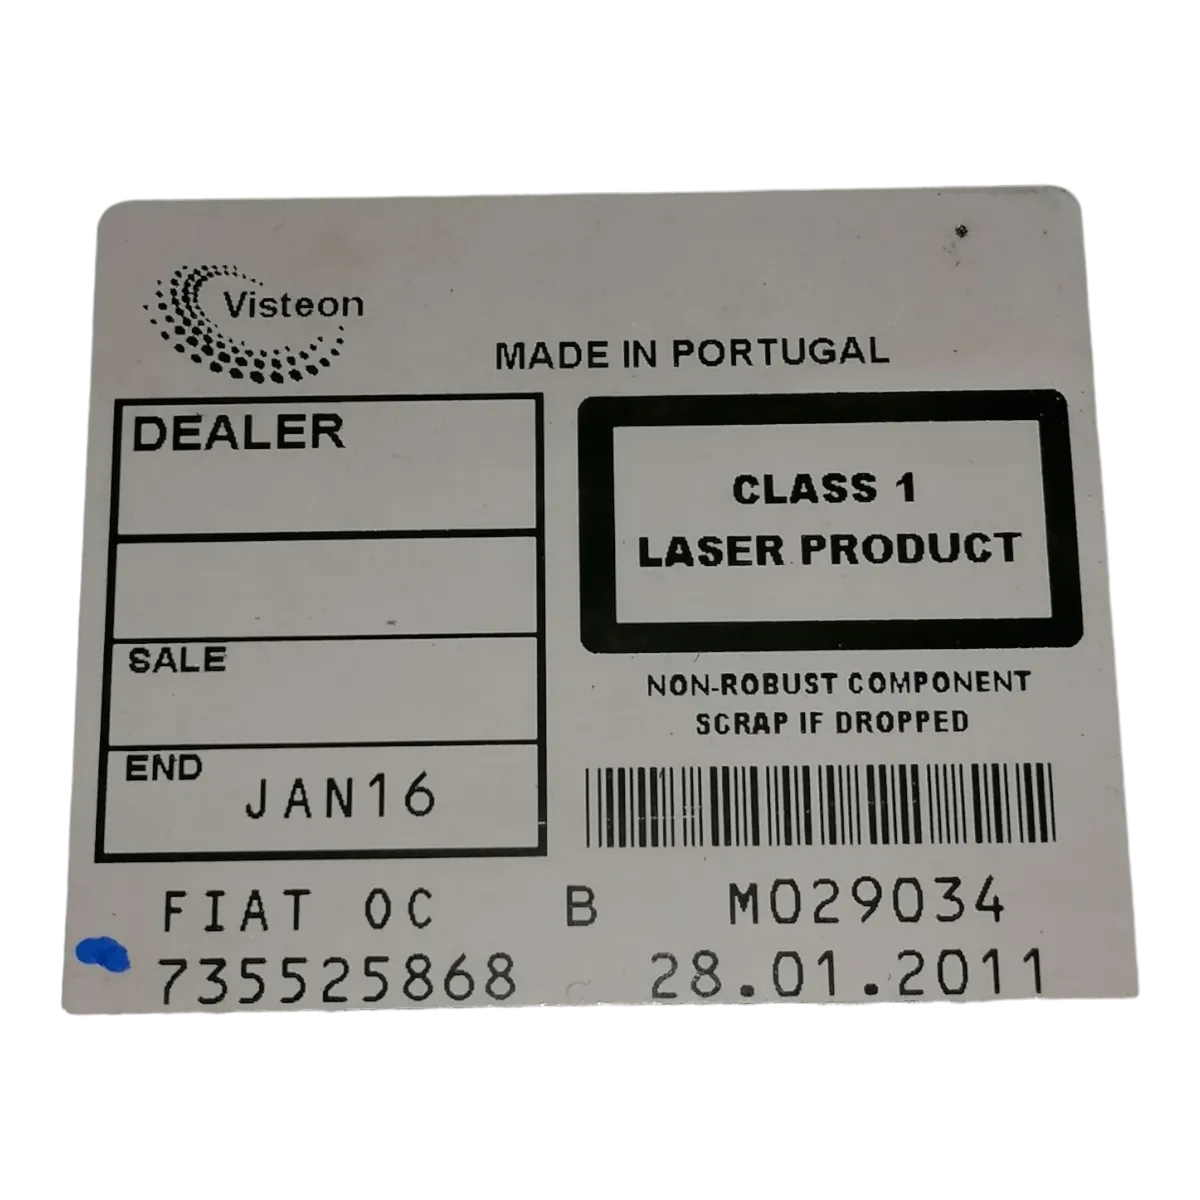 Visteon
MADE IN PORTUGAL
DEALER
CLASS 1
LASER PRODUCT
SALE
NON-ROBUST COMPONENT
SCRAP IF DROPPED
END
JAN16
FIAT OC B M029034
735525868 28.01.2011